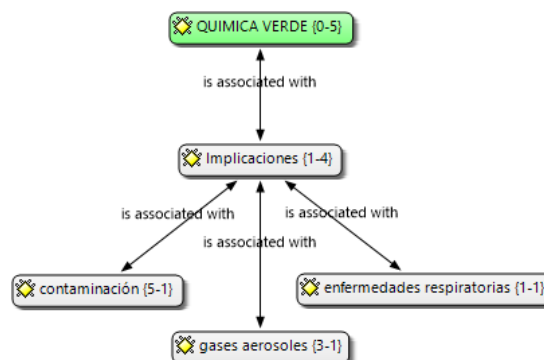 QUIMICA VERDE {0-5}
is associated with
Implicaciones {1-4}
is associated with
is associated with
is associated with
contaminación {5-1}
enfermedades respiratorias {1-1}
gases aerosoles {3-1}